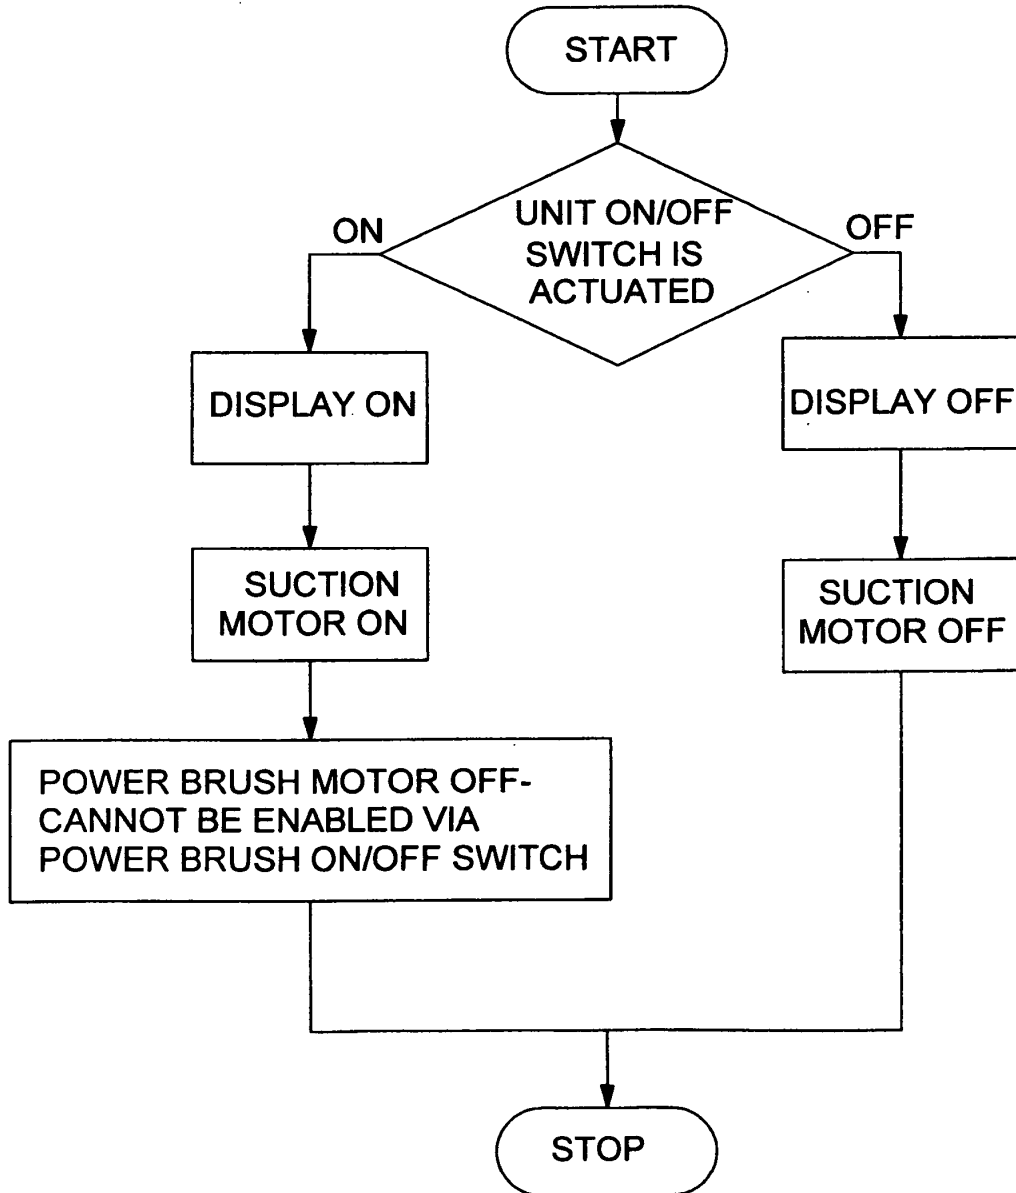 START
UNIT ON/OFF
SWITCH IS
ACTUATED
ON
OFF
DISPLAY ON
DISPLAY OFF
SUCTION
MOTOR ON
SUCTION
MOTOR OFF
POWER BRUSH MOTOR OFF-
CANNOT BE ENABLED VIA
POWER BRUSH ON/OFF SWITCH
STOP